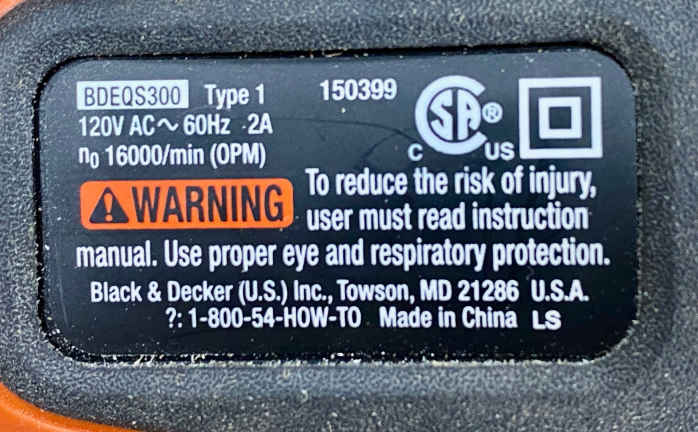 BDEQS300 Type 1 150399
120V AC~ 60Hz .2A
n0 16000/min (OPM)
CSA® C US
WARNING To reduce the risk of injury,
user must read instruction
manual. Use proper eye and respiratory protection.
Black & Decker (U.S.) Inc., Towson, MD 21286 U.S.A.
?: 1-800-54-HOW-TO Made in China LS